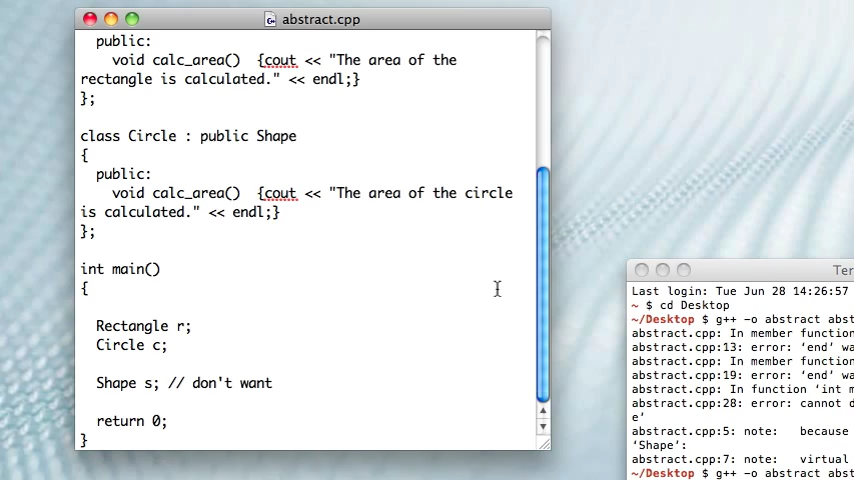 abstract.cpp
public:
void calc_area() {cout << "The area of the
rectangle is calculated." << endl;}
};
class Circle : public Shape
{
public:
void calc_area() {cout << "The area of the circle
is calculated." << endl;}
};
int main()
{
Rectangle r;
Circle c;
Shape s; // don't want
return 0;
}
Ter
Last login: Tue Jun 28 14:26:57
~ $ cd Desktop
~/Desktop $ g++ -o abstract abst
abstract.cpp: In member function
abstract.cpp:13: error: ‘end’ wa
abstract.cpp: In member function
abstract.cpp:19: error: ‘end’ wa
abstract.cpp: In function ‘int m
abstract.cpp:28: error: cannot d
e’
abstract.cpp:5: note: because
‘Shape’:
abstract.cpp:7: note: virtual
~/Desktop $ g++ -o abstract abst